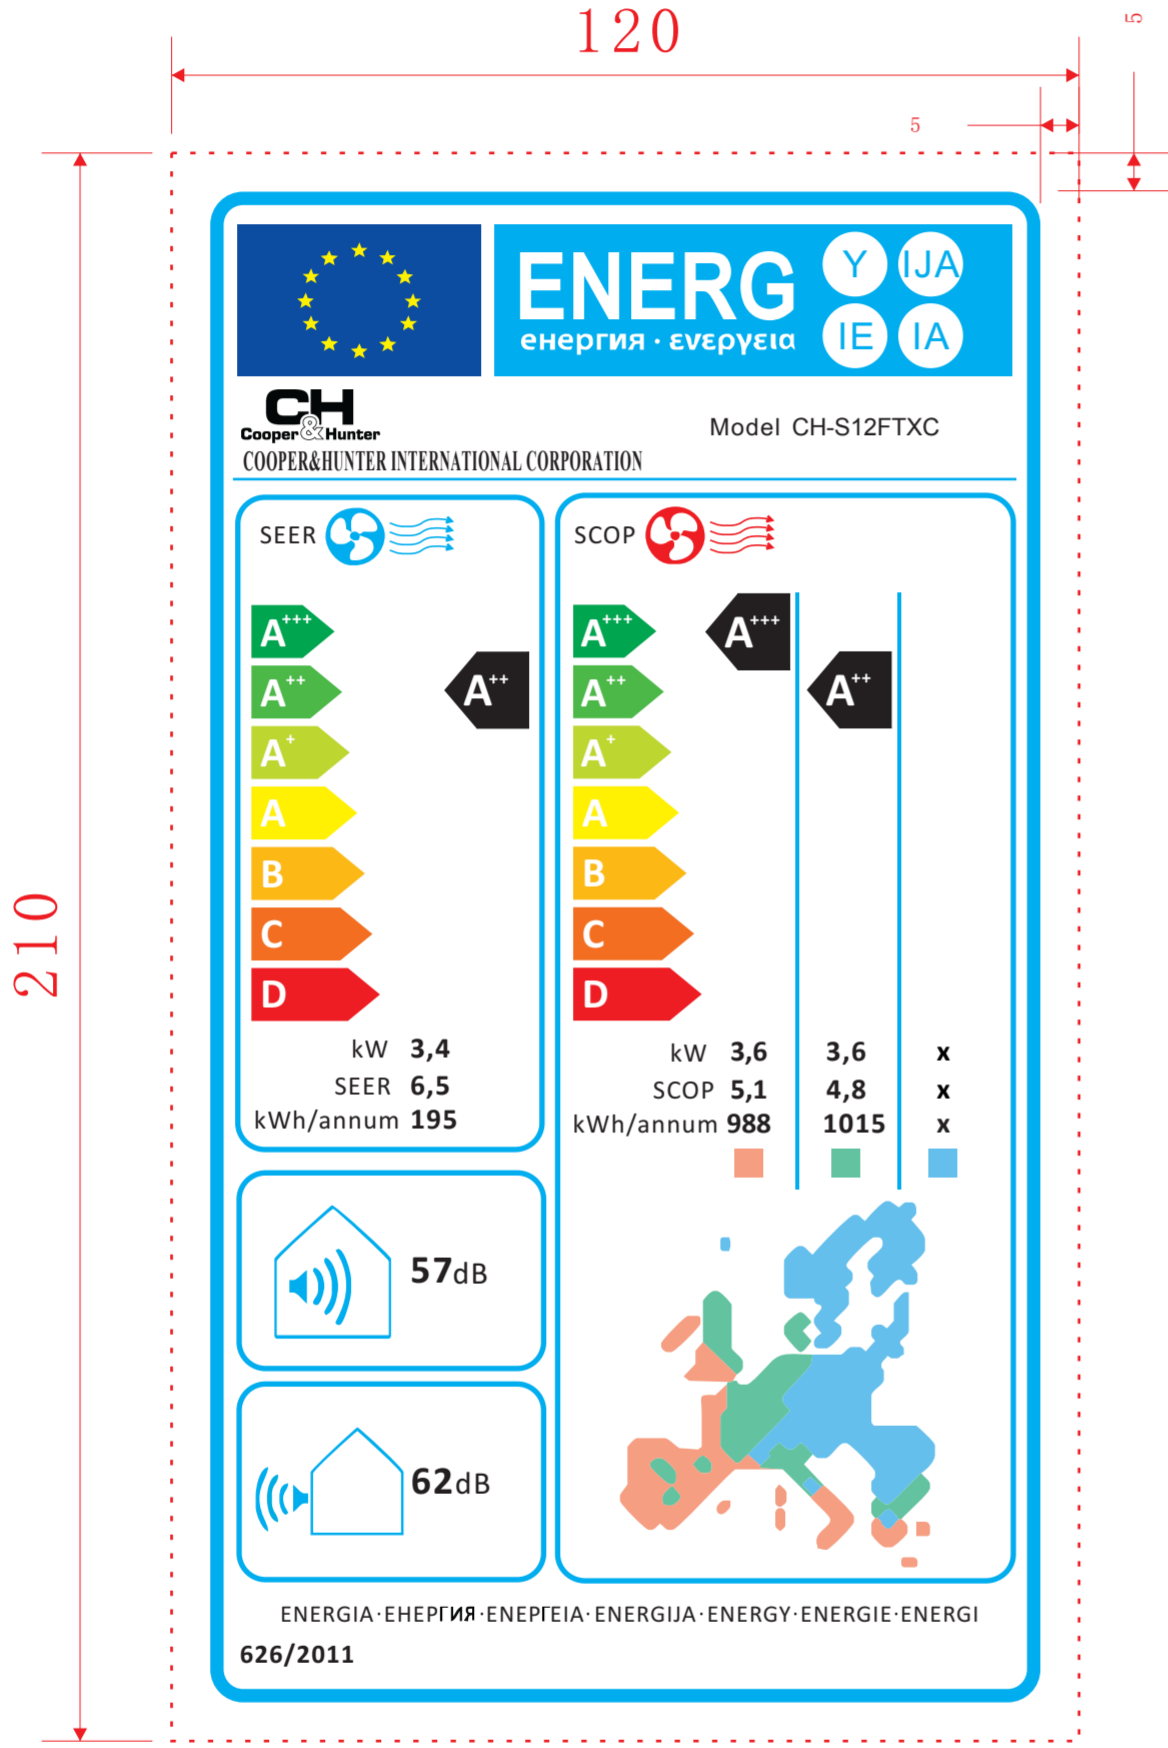 120
5
5
210
ENERG
енергия · ενεργεια
Y IJA
IE IA
CH
Cooper&Hunter
Model CH-S12FTXC
COOPER&HUNTER INTERNATIONAL CORPORATION
SEER
A+++
A++
A++
A+
A
B
C
D
kW 3,4
SEER 6,5
kWh/annum 195
SCOP
A+++ A+++
A++ A++
A+
A
B
C
D
kW 3,6 3,6 x
SCOP 5,1 4,8 x
kWh/annum 988 1015 x
57dB
62dB
ENERGIA·ЕНЕРГИЯ·ΕΝΕΡΓΕΙΑ·ENERGIJA·ENERGY·ENERGIE·ENERGI
626/2011